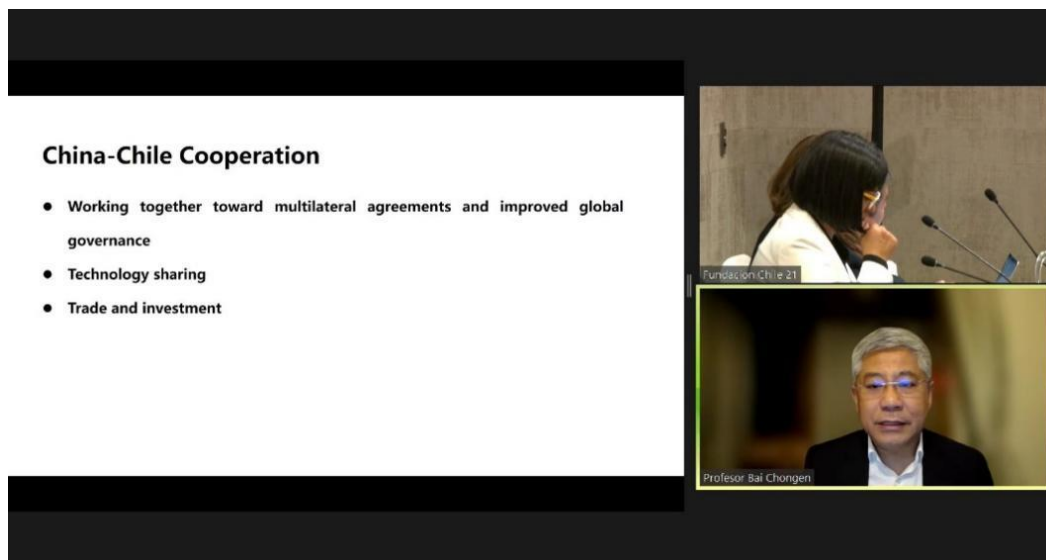 China-Chile Cooperation
Working together toward multilateral agreements and improved global
governance
Technology sharing
Trade and investment
Fundacion Chile 21
Profesor Bai Chongen